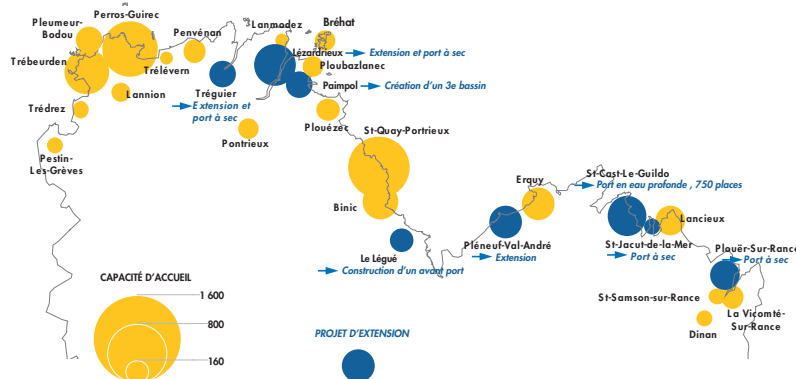 Perros-Guirec
Pleumeur-
Bodou
Penvénan
Lanmodez
Bréhat
Trébeurden
Trélévern
Lézardrieux
Extension et port à sec
Ploubazlanec
Lannion
Tréguier
Extension et
port à sec
Paimpol
Création d'un 3e bassin
Trédrez
Pontrieux
Plouézec
Pestin-
Les-Grèves
St-Quay-Portrieux
Binic
Erquy
St-Cast-Le-Guildo
Port en eau profonde , 750 places
Lancieux
Pléneuf-Val-André
Extension
St-Jacut-de-la-Mer
Port à sec
Plouër-Sur-Rance
Port à sec
Le Légué
Construction d'un avant port
St-Samson-sur-Rance
La Vicomté-
Sur-Rance
Dinan
CAPACITÉ D'ACCUEIL
1 600
800
160
PROJET D'EXTENSION